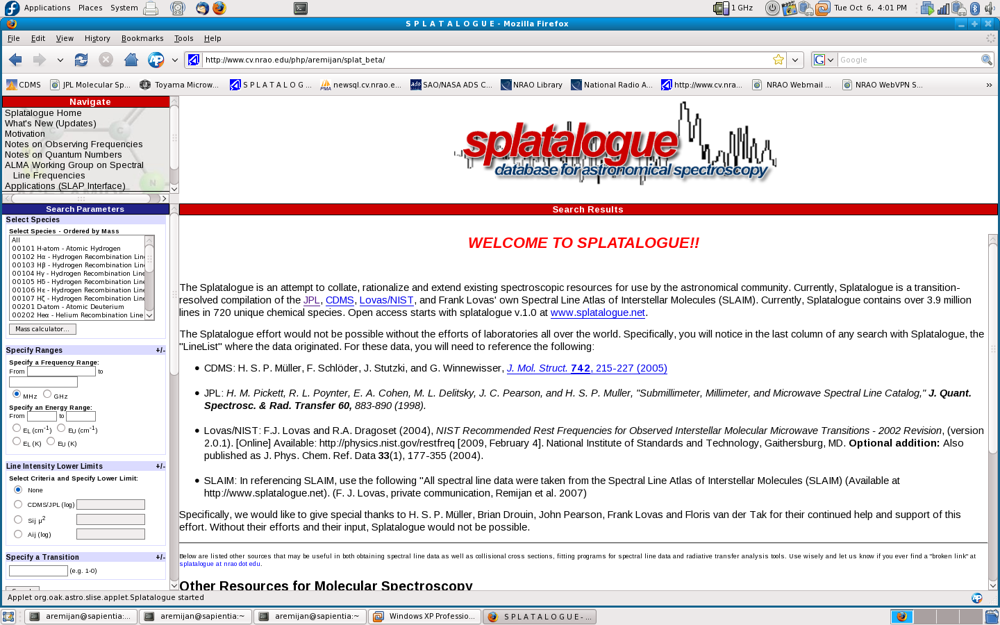 Applications Places System 1 GHz Tue Oct 6, 4:01 PM
S P L A T A L O G U E - Mozilla Firefox
File Edit View History Bookmarks Tools Help
http://www.cv.nrao.edu/php/aremijan/splat_beta/ Google
CDMS JPL Molecular Sp... Toyama Microw... S P L A T A L O G ... newsql.cv.nrao.e... SAO/NASA ADS C... NRAO Library National Radio A... http://www.cv.nra... NRAO Webmail ... NRAO WebVPN S... »
Navigate
Splatalogue Home
What's New (Updates)
Motivation
Notes on Observing Frequencies
Notes on Quantum Numbers
ALMA Working Group on Spectral
Line Frequencies
Applications (SLAP Interface)
splatalogue
database for astronomical spectroscopy
Search Parameters
Select Species
Select Species - Ordered by Mass
All
00101 H-atom - Atomic Hydrogen
00102 Hα - Hydrogen Recombination Line
00103 Hβ - Hydrogen Recombination Line
00104 Hγ - Hydrogen Recombination Line
00105 Hδ - Hydrogen Recombination Line
00106 Hε - Hydrogen Recombination Line
00107 Hζ - Hydrogen Recombination Line
00201 D-atom - Atomic Deuterium
00202 Heα - Helium Recombination Line
Mass calculator...
Specify Ranges +/-
Specify a Frequency Range:
From to
MHz GHz
Specify an Energy Range:
From to
EL (cm-1) EU (cm-1)
EL (K) EU (K)
Line Intensity Lower Limits +/-
Select Criteria and Specify Lower Limit:
None
CDMS/JPL (log)
Sij μ2
Aij (log)
Specify a Transition +/-
(e.g. 1-0)
Search Results
WELCOME TO SPLATALOGUE!!
The Splatalogue is an attempt to collate, rationalize and extend existing spectroscopic resources for use by the astronomical community. Currently, Splatalogue is a transition-
resolved compilation of the JPL, CDMS, Lovas/NIST, and Frank Lovas' own Spectral Line Atlas of Interstellar Molecules (SLAIM). Currently, Splatalogue contains over 3.9 million
lines in 720 unique chemical species. Open access starts with splatalogue v.1.0 at www.splatalogue.net.
The Splatalogue effort would not be possible without the efforts of laboratories all over the world. Specifically, you will notice in the last column of any search with Splatalogue, the
"LineList" where the data originated. For these data, you will need to reference the following:
• CDMS: H. S. P. Müller, F. Schlöder, J. Stutzki, and G. Winnewisser, J. Mol. Struct. 742, 215-227 (2005)
• JPL: H. M. Pickett, R. L. Poynter, E. A. Cohen, M. L. Delitsky, J. C. Pearson, and H. S. P. Muller, "Submillimeter, Millimeter, and Microwave Spectral Line Catalog," J. Quant.
Spectrosc. & Rad. Transfer 60, 883-890 (1998).
• Lovas/NIST: F.J. Lovas and R.A. Dragoset (2004), NIST Recommended Rest Frequencies for Observed Interstellar Molecular Microwave Transitions - 2002 Revision, (version
2.0.1). [Online] Available: http://physics.nist.gov/restfreq [2009, February 4]. National Institute of Standards and Technology, Gaithersburg, MD. Optional addition: Also
published as J. Phys. Chem. Ref. Data 33(1), 177-355 (2004).
• SLAIM: In referencing SLAIM, use the following "All spectral line data were taken from the Spectral Line Atlas of Interstellar Molecules (SLAIM) (Available at
http://www.splatalogue.net). (F. J. Lovas, private communication, Remijan et al. 2007)
Specifically, we would like to give special thanks to H. S. P. Müller, Brian Drouin, John Pearson, Frank Lovas and Floris van der Tak for their continued help and support of this
effort. Without their efforts and their input, Splatalogue would not be possible.
Below are listed other sources that may be useful in both obtaining spectral line data as well as collisional cross sections, fitting programs for spectral line data and radiative transfer analysis tools. Use wisely and let us know if you ever find a "broken link" at
splatalogue at nrao dot edu.
Other Resources for Molecular Spectroscopy
Applet org.oak.astro.slise.applet.Splatalogue started
aremijan@sapientia:... aremijan@sapientia:~ aremijan@sapientia:~ Windows XP Professio... S P L A T A L O G U E - ...